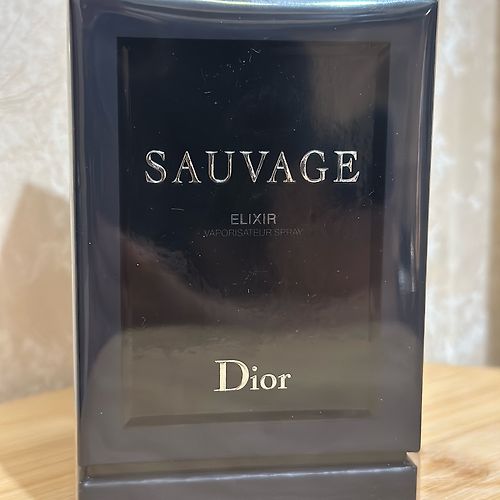 SAUVAGE
ELIXIR
VAPORISATEUR SPRAY
Dior